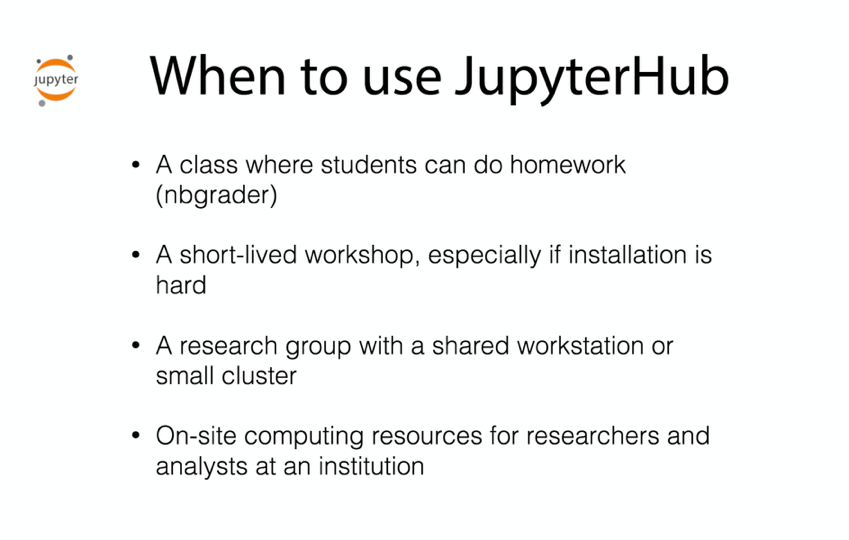 jupyter
When to use JupyterHub
• A class where students can do homework
(nbgrader)
• A short-lived workshop, especially if installation is
hard
• A research group with a shared workstation or
small cluster
• On-site computing resources for researchers and
analysts at an institution